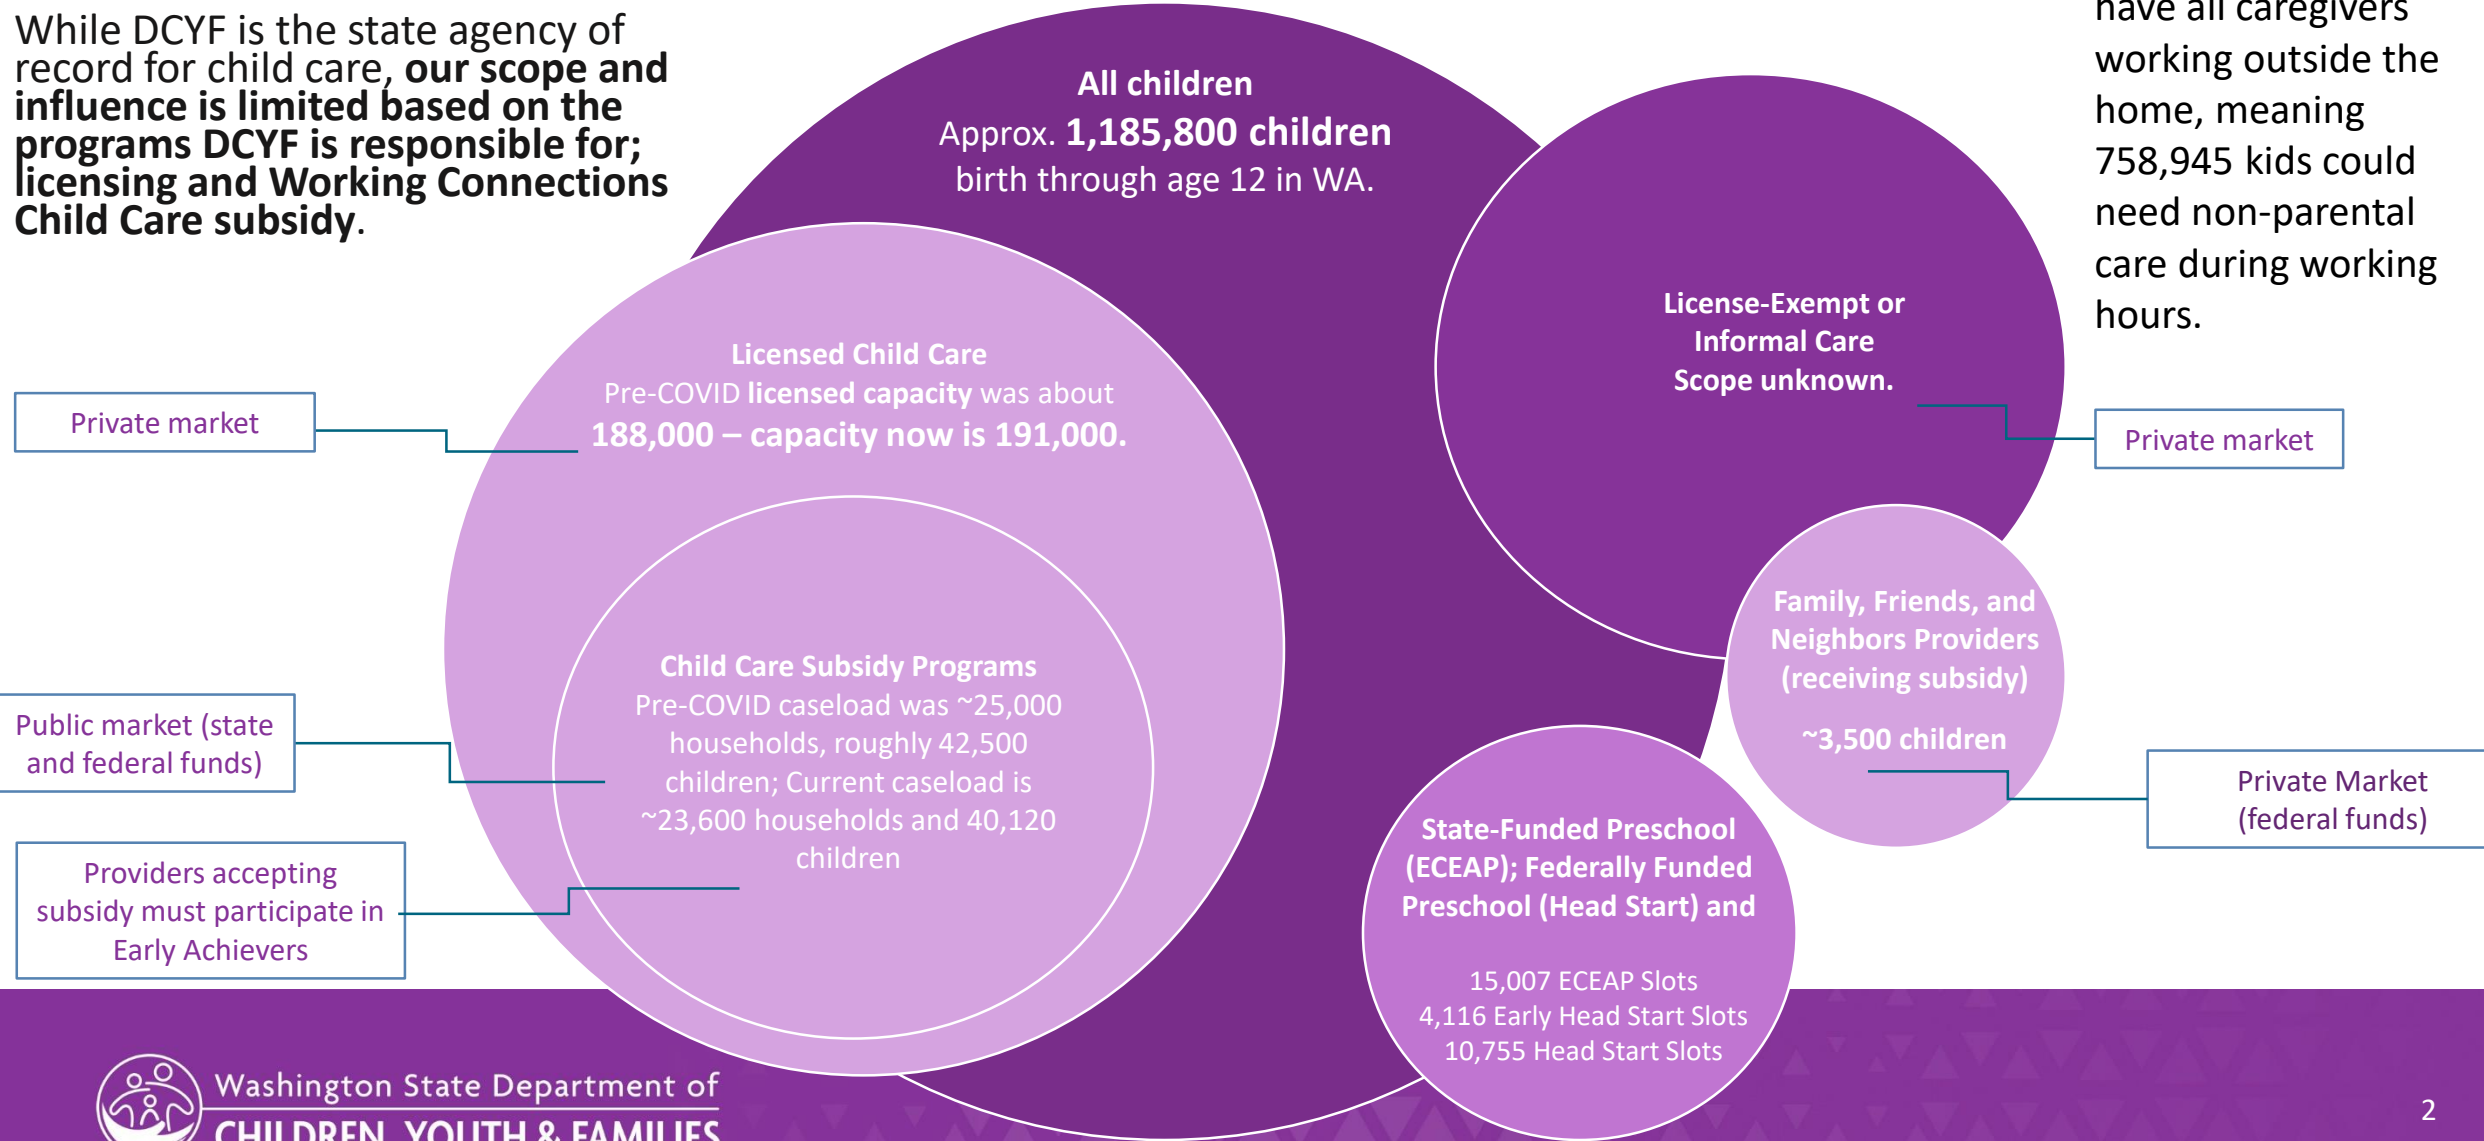 While DCYF is the state agency of
record for child care, our scope and
influence is limited based on the
programs DCYF is responsible for;
licensing and Working Connections
Child Care subsidy.
All children
Approx. 1,185,800 children
birth through age 12 in WA.
have all caregivers
working outside the
home, meaning
758,945 kids could
need non-parental
care during working
hours.
License-Exempt or
Informal Care
Scope unknown.
Private market
Licensed Child Care
Pre-COVID licensed capacity was about
188,000 – capacity now is 191,000.
Private market
Family, Friends, and
Neighbors Providers
(receiving subsidy)
~3,500 children
Private Market
(federal funds)
Public market (state
and federal funds)
Child Care Subsidy Programs
Pre-COVID caseload was ~25,000
households, roughly 42,500
children; Current caseload is
~23,600 households and 40,120
children
Providers accepting
subsidy must participate in
Early Achievers
State-Funded Preschool
(ECEAP); Federally Funded
Preschool (Head Start) and
15,007 ECEAP Slots
4,116 Early Head Start Slots
10,755 Head Start Slots
Washington State Department of
CHILDREN, YOUTH & FAMILIES
2